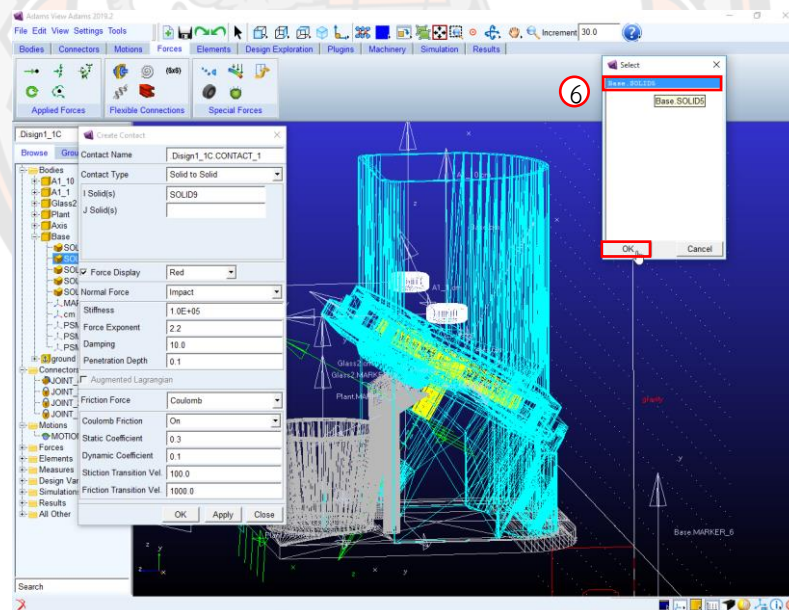 Adams View Adams 2019.2
File Edit View Settings Tools
Increment 30.0
Bodies Connectors Motions Forces Elements Design Exploration Plugins Machinery Simulation Results
(6x6)
Applied Forces Flexible Connections Special Forces
Disign1_1C
Browse
Bodies
A1_10
A1_1
Glass2
Plant
Axis
Base
ground
Connectors
Motions
Forces
Elements
Measures
Results
All Other
Search
Create Contact
Contact Name Disign1_1C.CONTACT_1
Contact Type Solid to Solid
I Solid(s) SOLID9
J Solid(s)
Force Display Red
Normal Force Impact
Stiffness 1.0E+05
Force Exponent 2.2
Damping 10.0
Penetration Depth 0.1
Augmented Lagrangian
Friction Force Coulomb
Coulomb Friction On
Static Coefficient 0.3
Dynamic Coefficient 0.1
Stiction Transition Vel. 100.0
Friction Transition Vel. 1000.0
OK Apply Close
6
Select
Base.SOLID5
Base.SOLID5
OK Cancel
gravity
Base.MARKER_6